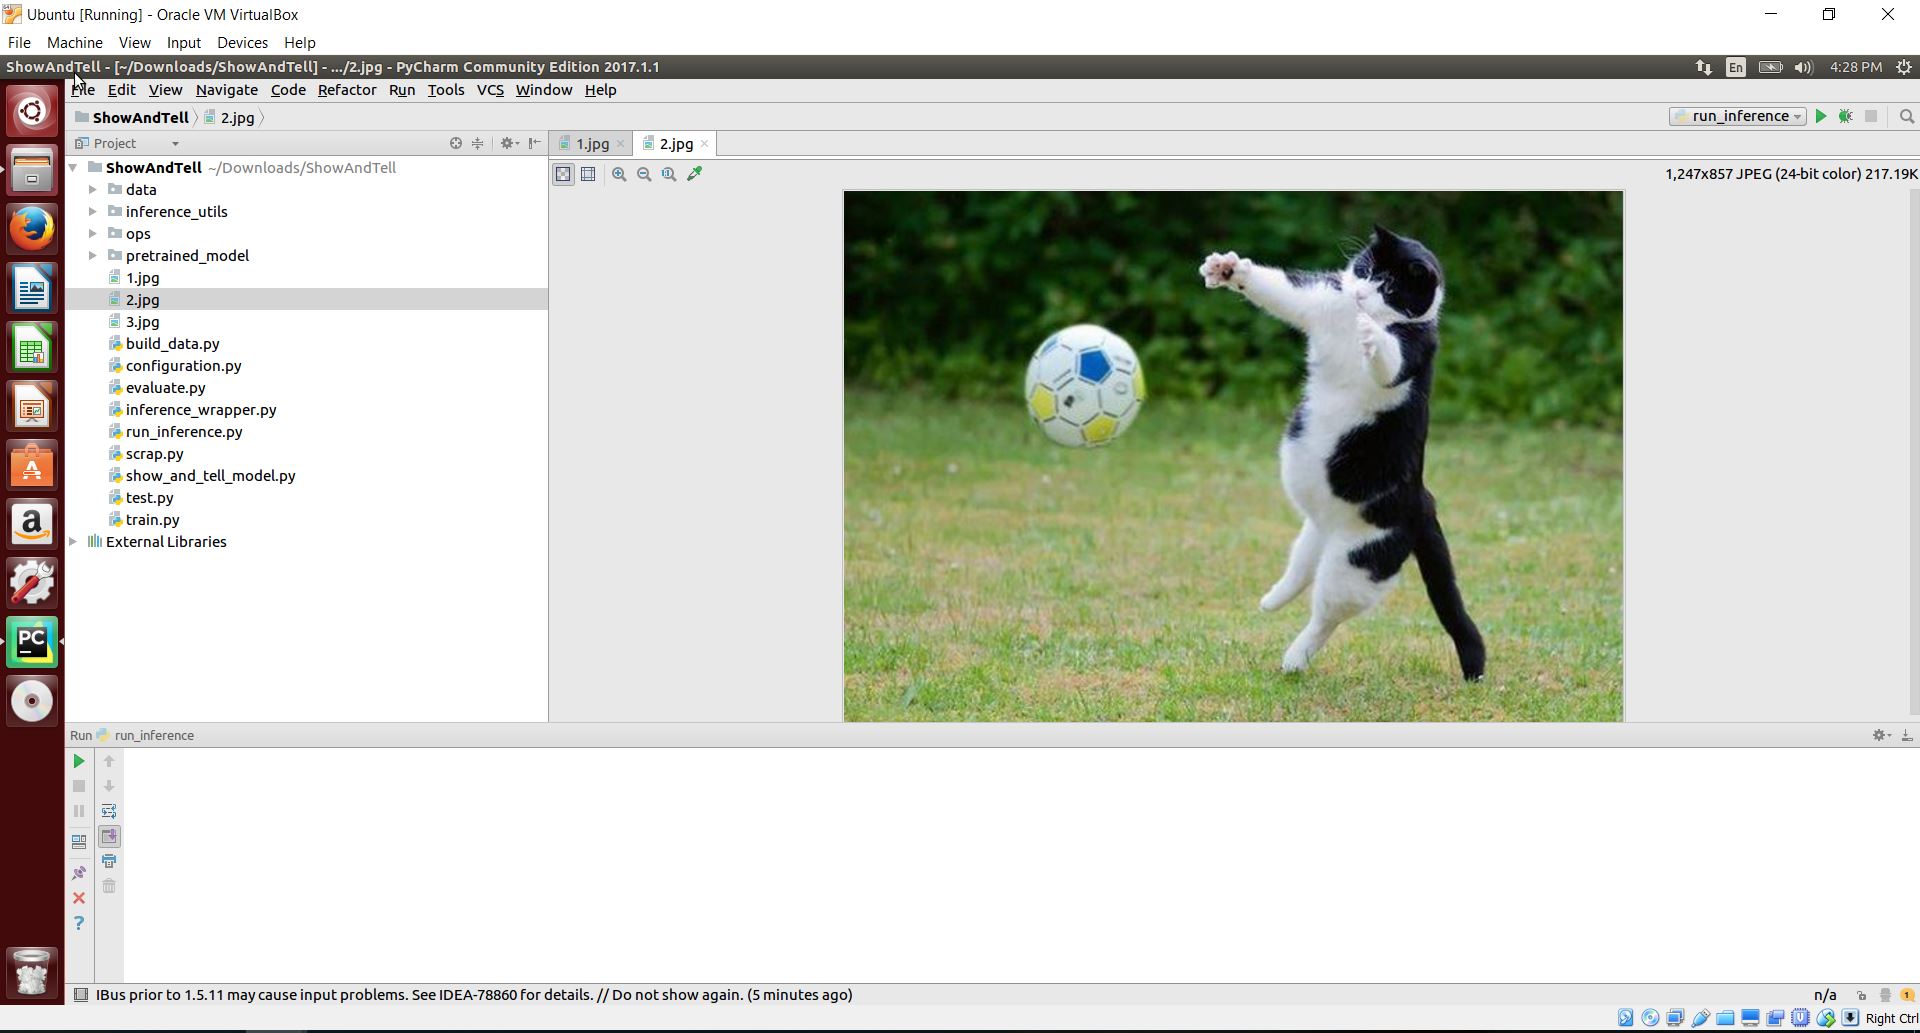 Ubuntu [Running] - Oracle VM VirtualBox
File Machine View Input Devices Help
ShowAndTell - [~/Downloads/ShowAndTell] - .../2.jpg - PyCharm Community Edition 2017.1.1
En
4:28 PM
File Edit View Navigate Code Refactor Run Tools VCS Window Help
ShowAndTell 2.jpg
run_inference
Project
1.jpg 2.jpg
1,247x857 JPEG (24-bit color) 217.19K
ShowAndTell ~/Downloads/ShowAndTell
data
inference_utils
ops
pretrained_model
1.jpg
2.jpg
3.jpg
build_data.py
configuration.py
evaluate.py
inference_wrapper.py
run_inference.py
scrap.py
show_and_tell_model.py
test.py
train.py
External Libraries
PC
Run run_inference
IBus prior to 1.5.11 may cause input problems. See IDEA-78860 for details. // Do not show again. (5 minutes ago)
n/a
1
Right Ctrl